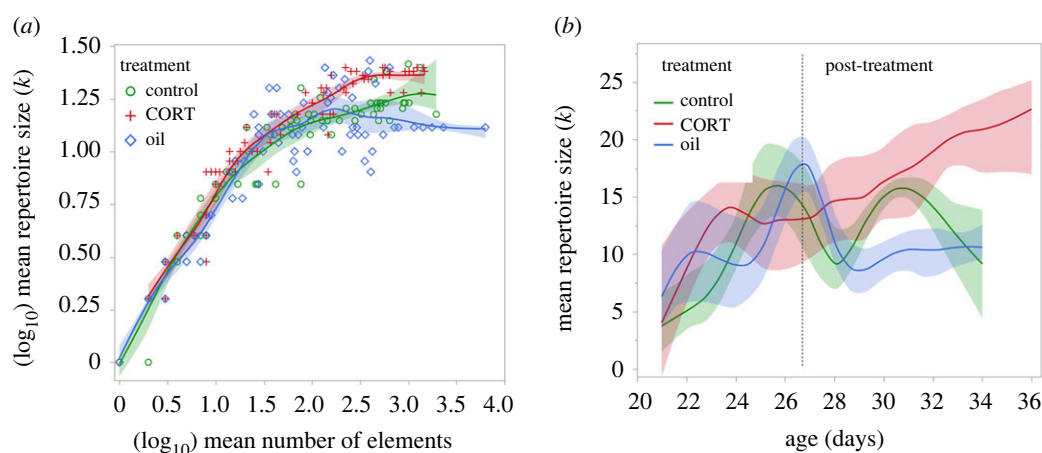 (a)
1.50
1.25
1.00
0.75
0.50
0.25
0
(log10) mean repertoire size (k)
treatment
control
CORT
oil
0 0.5 1.0 1.5 2.0 2.5 3.0 3.5 4.0
(log10) mean number of elements
(b)
25
20
15
10
5
0
mean repertoire size (k)
treatment post-treatment
control
CORT
oil
20 22 24 26 28 30 32 34 36
age (days)